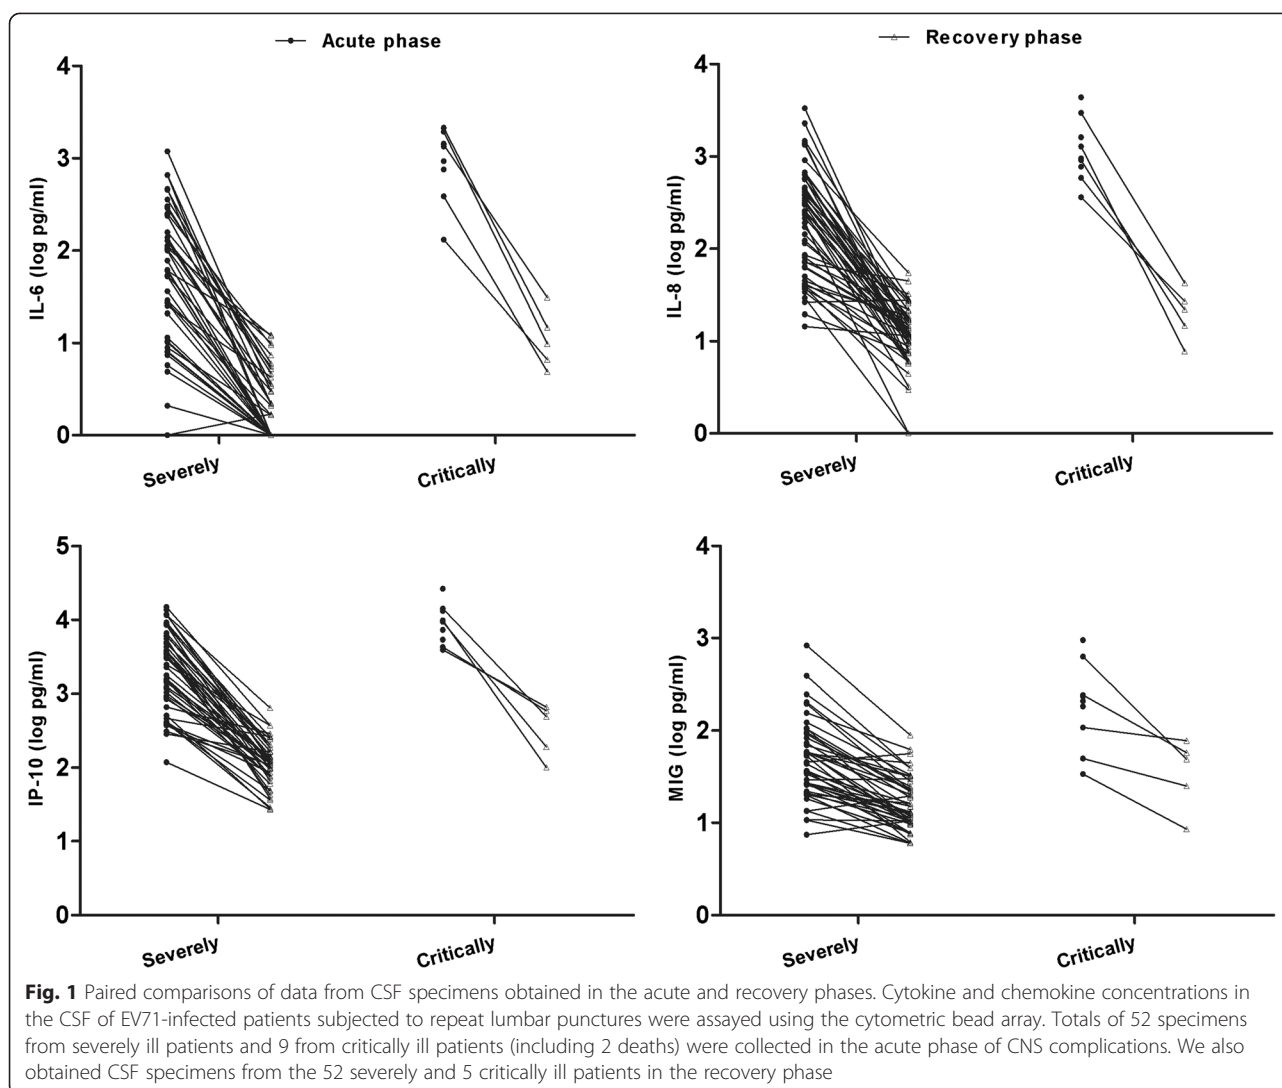 Acute phase
Recovery phase
4
3
2
1
0
IL-6 (log pg/ml)
Severely
Critically
4
3
2
1
0
IL-8 (log pg/ml)
Severely
Critically
5
4
3
2
1
0
IP-10 (log pg/ml)
Severely
Critically
4
3
2
1
0
MIG (log pg/ml)
Severely
Critically
Fig. 1 Paired comparisons of data from CSF specimens obtained in the acute and recovery phases. Cytokine and chemokine concentrations in
the CSF of EV71-infected patients subjected to repeat lumbar punctures were assayed using the cytometric bead array. Totals of 52 specimens
from severely ill patients and 9 from critically ill patients (including 2 deaths) were collected in the acute phase of CNS complications. We also
obtained CSF specimens from the 52 severely and 5 critically ill patients in the recovery phase